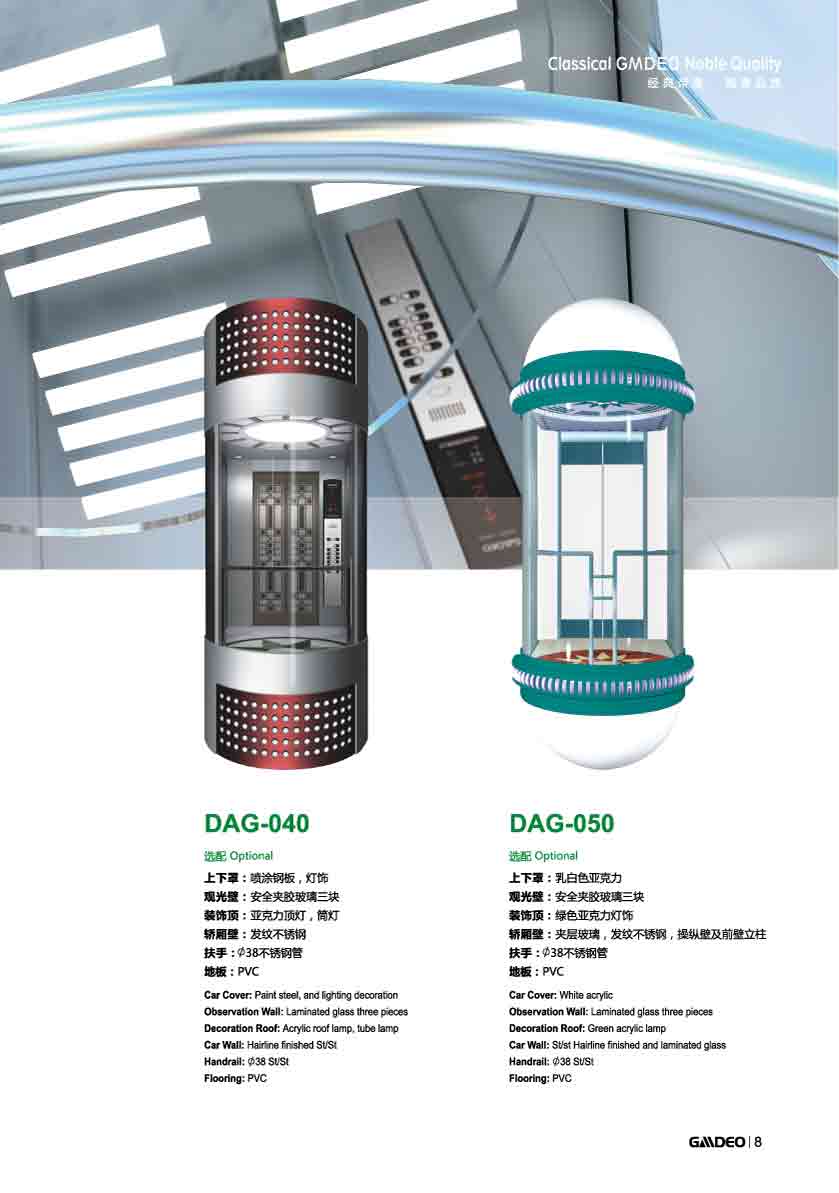 Classical GMDEO Noble Quality
DAG-040
选配 Optional
上下罩：喷涂钢板，灯饰
观光壁：安全夹胶玻璃三块
装饰顶：亚克力顶灯，筒灯
轿厢壁：发纹不锈钢
扶手：∅38不锈钢管
地板：PVC
Car Cover: Paint steel, and lighting decoration
Observation Wall: Laminated glass three pieces
Decoration Roof: Acrylic roof lamp, tube lamp
Car Wall: Hairline finished St/St
Handrail: ∅38 St/St
Flooring: PVC
DAG-050
选配 Optional
上下罩：乳白色亚克力
观光壁：安全夹胶玻璃三块
装饰顶：绿色亚克力灯饰
轿厢壁：夹层玻璃，发纹不锈钢，操纵壁及前壁立柱
扶手：∅38不锈钢管
地板：PVC
Car Cover: White acrylic
Observation Wall: Laminated glass three pieces
Decoration Roof: Green acrylic lamp
Car Wall: St/st Hairline finished and laminated glass
Handrail: ∅38 St/St
Flooring: PVC
GMDEO | 8